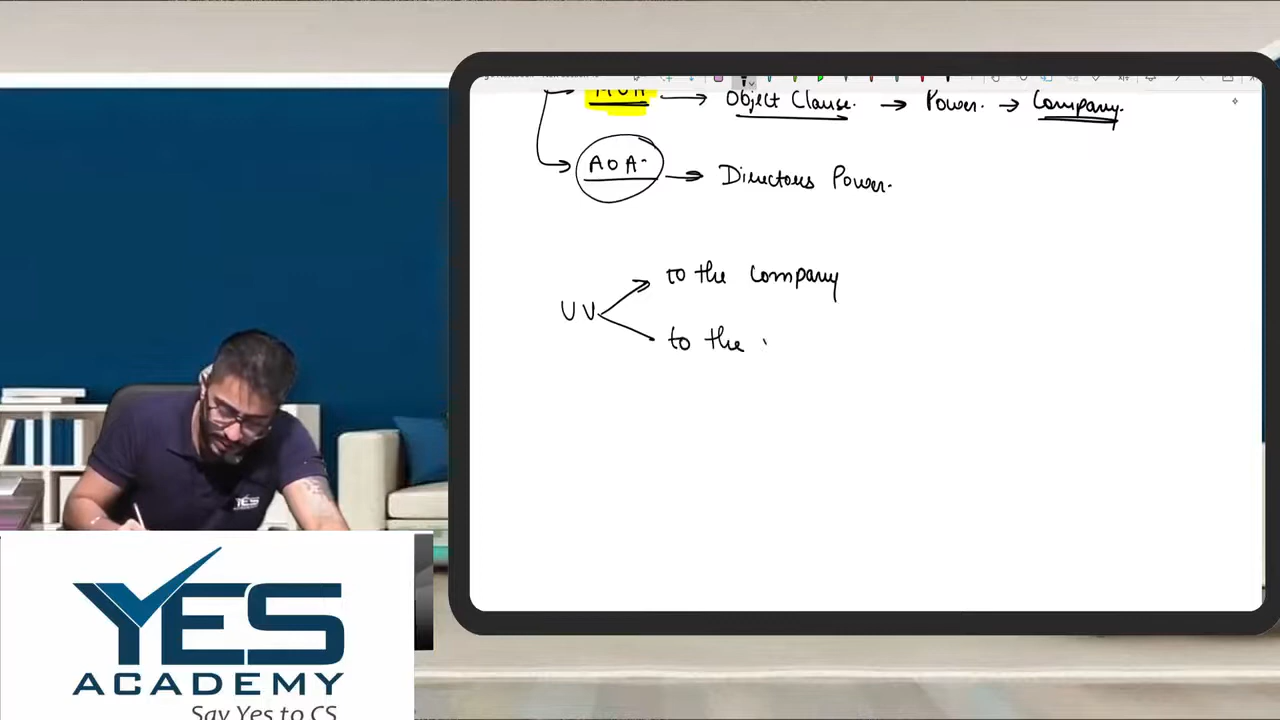 MOA → Object Clause. → Power. → Company.
AOA. → Directors Power.
to the company
UV
to the
YES
YES
ACADEMY
Say Yes to CS